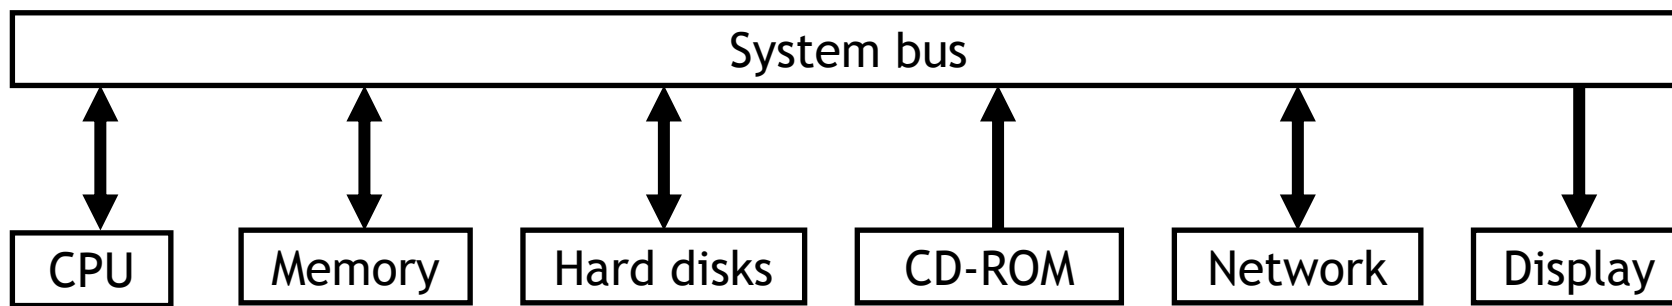 System bus
CPU
Memory
Hard disks
CD-ROM
Network
Display